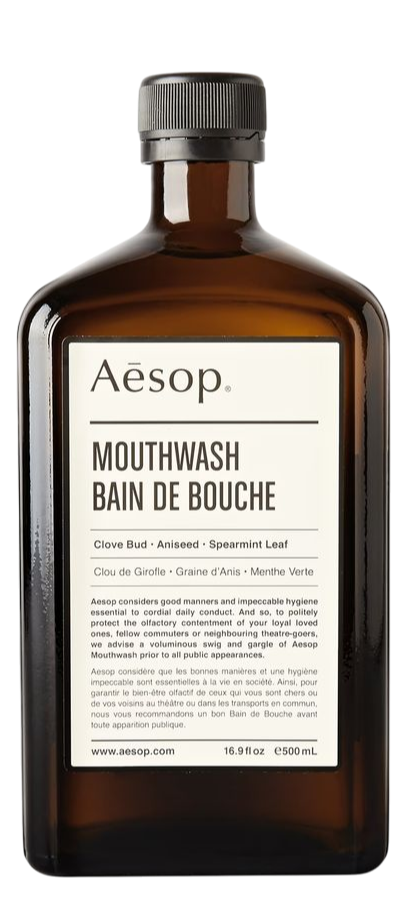 Aēsop®
MOUTHWASH
BAIN DE BOUCHE
Clove Bud · Aniseed · Spearmint Leaf
Clou de Girofle · Graine d'Anis · Menthe Verte
Aesop considers good manners and impeccable hygiene
essential to cordial daily conduct. And so, to politely
protect the olfactory contentment of your loyal loved
ones, fellow commuters or neighbouring theatre-goers,
we advise a voluminous swig and gargle of Aesop
Mouthwash prior to all public appearances.
Aesop considère que les bonnes manières et une hygiène
impeccable sont essentielles à la vie en société. Ainsi, pour
garantir le bien-être olfactif de ceux qui vous sont chers ou
de vos voisins au théâtre ou dans les transports en commun,
nous vous recommandons un bon Bain de Bouche avant
toute apparition publique.
www.aesop.com 16.9 fl oz ℮500 mL